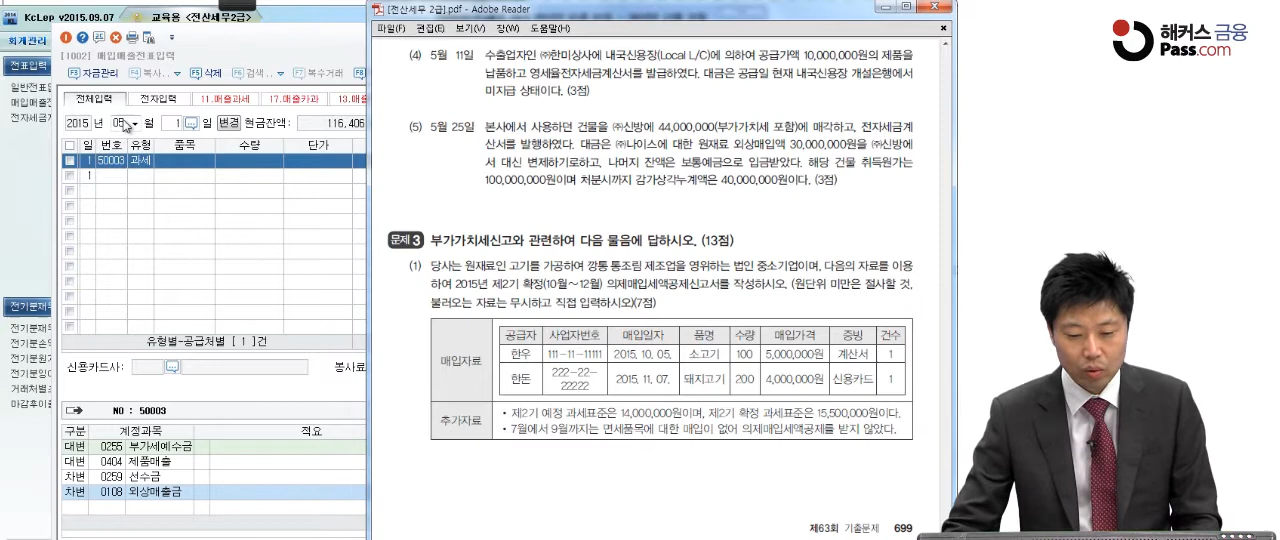 KcLep v2015.09.07
교육용 <전산세무2급>
회계관리
전표입력
일반전표입
매입매출전
전자세금계
전기분재무
전기분재무
전기분손익
전기분원가
전기분잉여
거래처별초
마감후이월
[1002] 매입매출전표입력
F3 자금관리 F4 복사.. F5 삭제 F6 검색.. F7 복수거래 F8
전체입력 전자입력 11.매출과세 17.매출카과 13.매출
2015 년 05 월 1 일 변경 현금잔액: 116,406
일 번호 유형 품목 수량 단가
1 50003 과세
1
유형별-공급처별 [ 1 ]건
신용카드사: 봉사료
NO : 50003
구분 계정과목 적요
대변 0255 부가세예수금
대변 0404 제품매출
차변 0259 선수금
차변 0108 외상매출금
[전산세무 2급].pdf - Adobe Reader
파일(F) 편집(E) 보기(V) 창(W) 도움말(H)
(4) 5월 11일 수출업자인 ㈜한미상사에 내국신용장(Local L/C)에 의하여 공급가액 10,000,000원의 제품을
납품하고 영세율전자세금계산서를 발급하였다. 대금은 공급일 현재 내국신용장 개설은행에서
미지급 상태이다. (3점)
(5) 5월 25일 본사에서 사용하던 건물을 ㈜신방에 44,000,000(부가가치세 포함)에 매각하고, 전자세금계
산서를 발행하였다. 대금은 ㈜나이스에 대한 원재료 외상매입액 30,000,000원을 ㈜신방에
서 대신 변제하기로하고, 나머지 잔액은 보통예금으로 입금받았다. 해당 건물 취득원가는
100,000,000원이며 처분시까지 감가상각누계액은 40,000,000원이다. (3점)
문제 3 부가가치세신고와 관련하여 다음 물음에 답하시오. (13점)
(1) 당사는 원재료인 고기를 가공하여 깡통 통조림 제조업을 영위하는 법인 중소기업이며, 다음의 자료를 이용
하여 2015년 제2기 확정(10월～12월) 의제매입세액공제신고서를 작성하시오. (원단위 미만은 절사할 것,
불러오는 자료는 무시하고 직접 입력하시오)(7점)
매입자료
공급자 사업자번호 매입일자 품명 수량 매입가격 증빙 건수
한우 111-11-11111 2015. 10. 05. 소고기 100 5,000,000원 계산서 1
한돈 222-22-22222 2015. 11. 07. 돼지고기 200 4,000,000원 신용카드 1
추가자료
• 제2기 예정 과세표준은 14,000,000원이며, 제2기 확정 과세표준은 15,500,000원이다.
• 7월에서 9월까지는 면세품목에 대한 매입이 없어 의제매입세액공제를 받지 않았다.
제63회 기출문제 699
해커스 금융
Pass.com